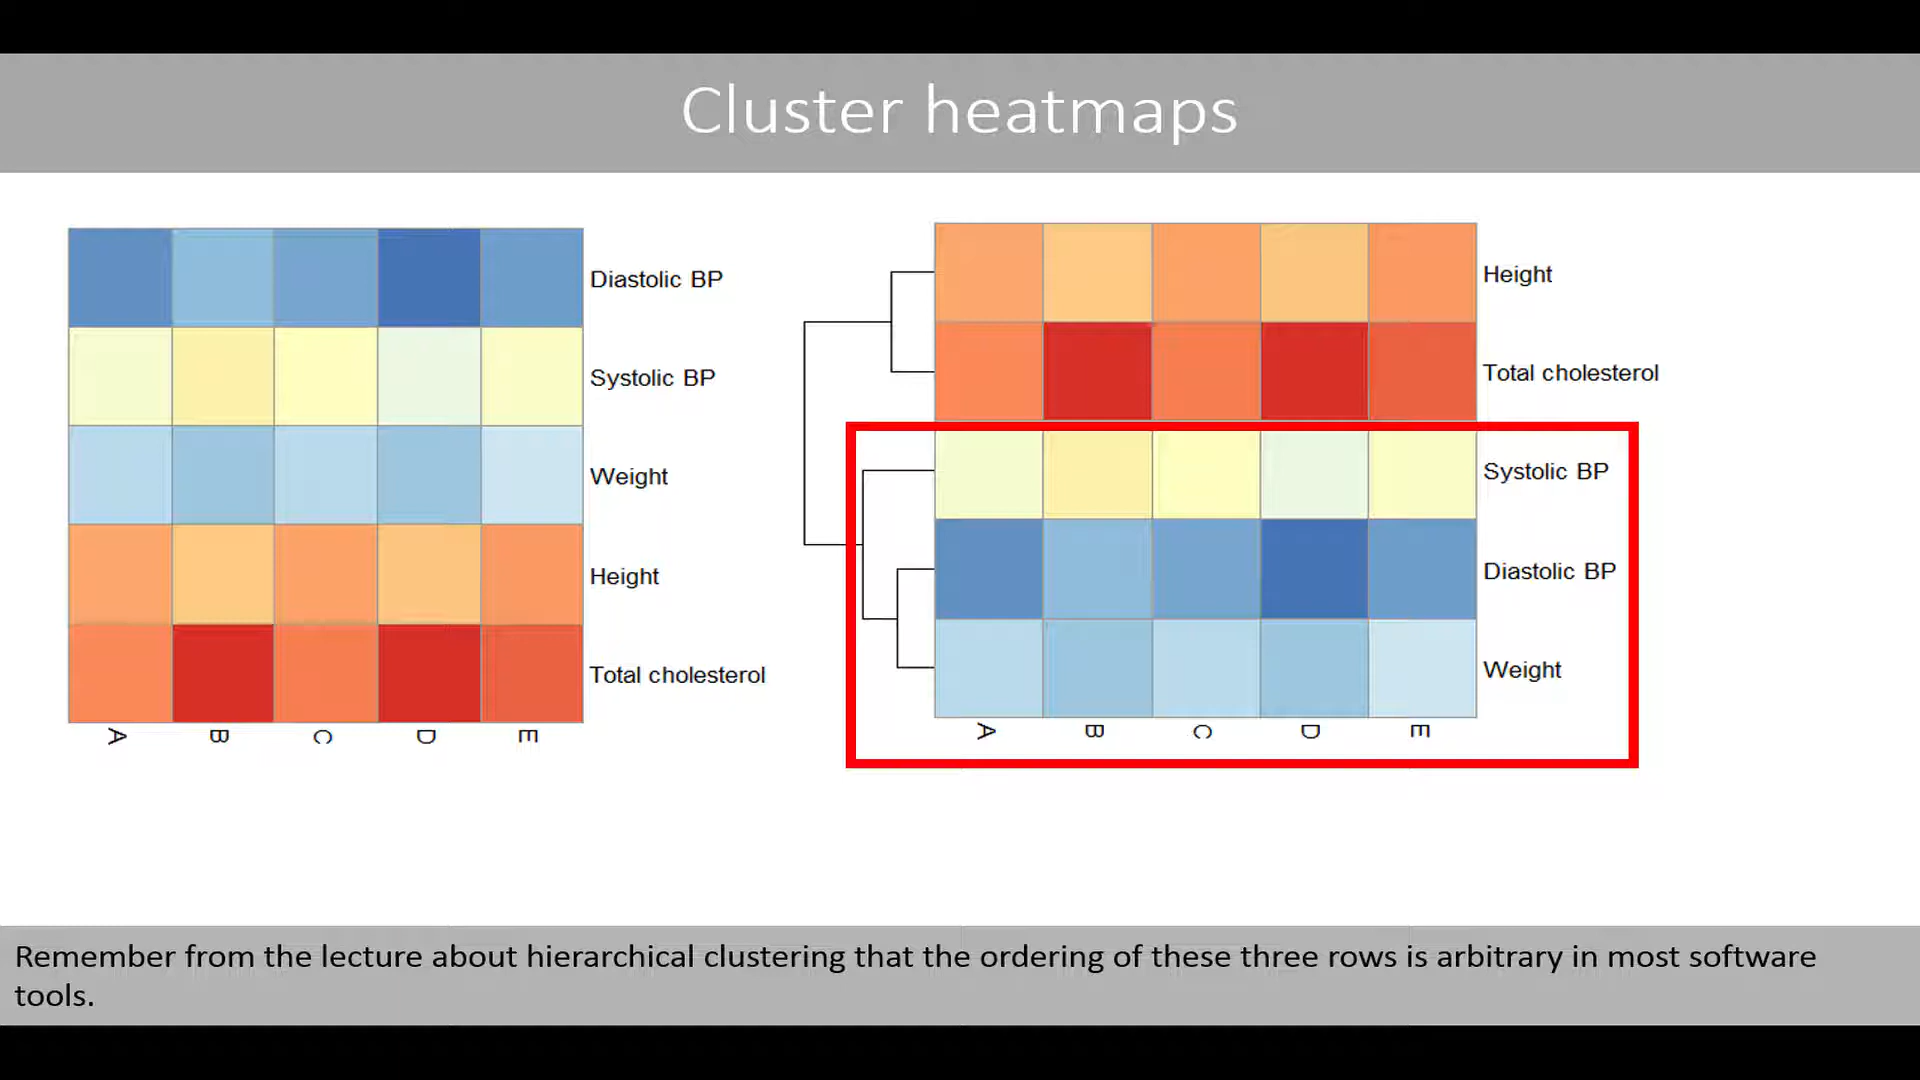 Cluster heatmaps
Diastolic BP
Systolic BP
Weight
Height
Total cholesterol
A B C D E
Height
Total cholesterol
Systolic BP
Diastolic BP
Weight
A B C D E
Remember from the lecture about hierarchical clustering that the ordering of these three rows is arbitrary in most software
tools.